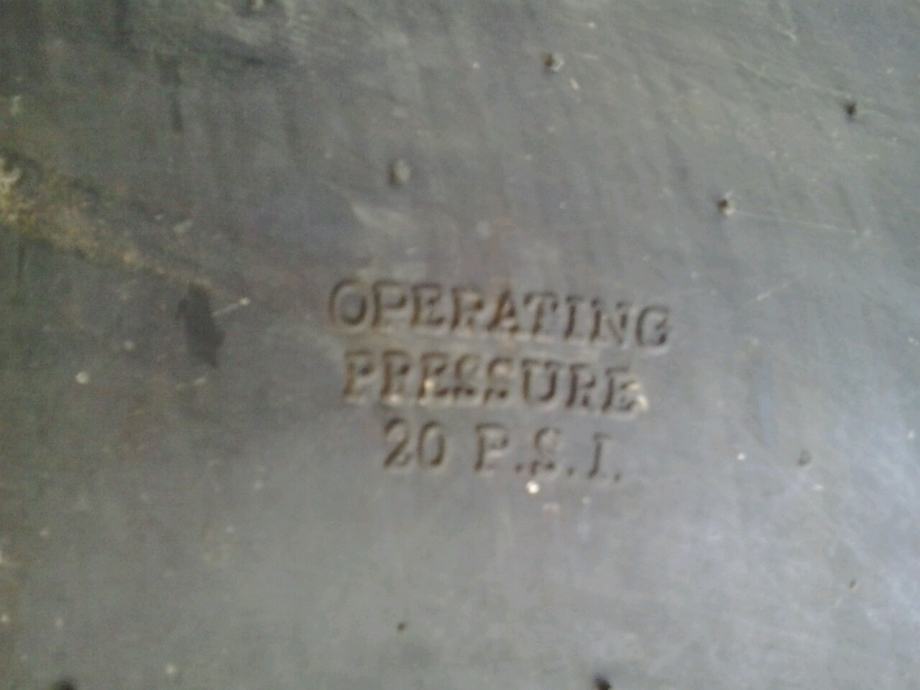 OPERATING
PRESSURE
20 P.S.I.